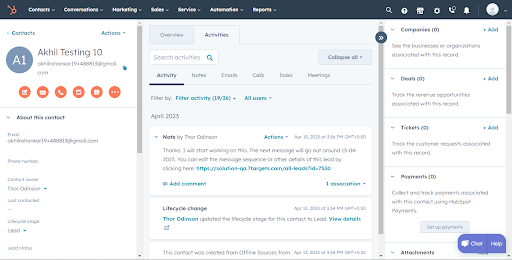 Contacts
Conversations
Marketing
Sales
Service
Automation
Reports
Contacts
Actions
A1
Akhil Testing 10
akhilrohankar19+488813@gmail.
com
About this contact
Email
akhilrohankar19+488813@gmail.com
Phone number
Contact owner
Thor Odinson
Last contacted
--
Lifecycle stage
Lead
Lead status
Overview
Activities
Search activities
Collapse all
Activity
Notes
Emails
Calls
Tasks
Meetings
Filter by:
Filter activity (19/26)
All users
April 2023
Note by Thor Odinson
Actions
Apr 13, 2023 at 3:36 PM GMT+5:30
Thanks. I will start working on this. The next message will go out around 13-04-
2023. You can edit the message sequence or other details of this lead by
clicking here: https://solution-qa.7targets.com/all-leads?id=7530
Add comment
1 association
Lifecycle change
Apr 13, 2023 at 3:34 PM GMT+5:30
Thor Odinson updated the lifecycle stage for this contact to Lead. View details
This contact was created from Offline Sources from
Apr 13, 2023 at 3:34 PM GMT+5:30
Companies (0)
+ Add
See the businesses or organizations
associated with this record.
Deals (0)
+ Add
Track the revenue opportunities
associated with this record.
Tickets (0)
+ Add
Track the customer requests associated
with this record.
Payments (0)
Collect and track payments associated
with this contact using HubSpot
Payments.
Set up payments
Attachments
Chat
Help